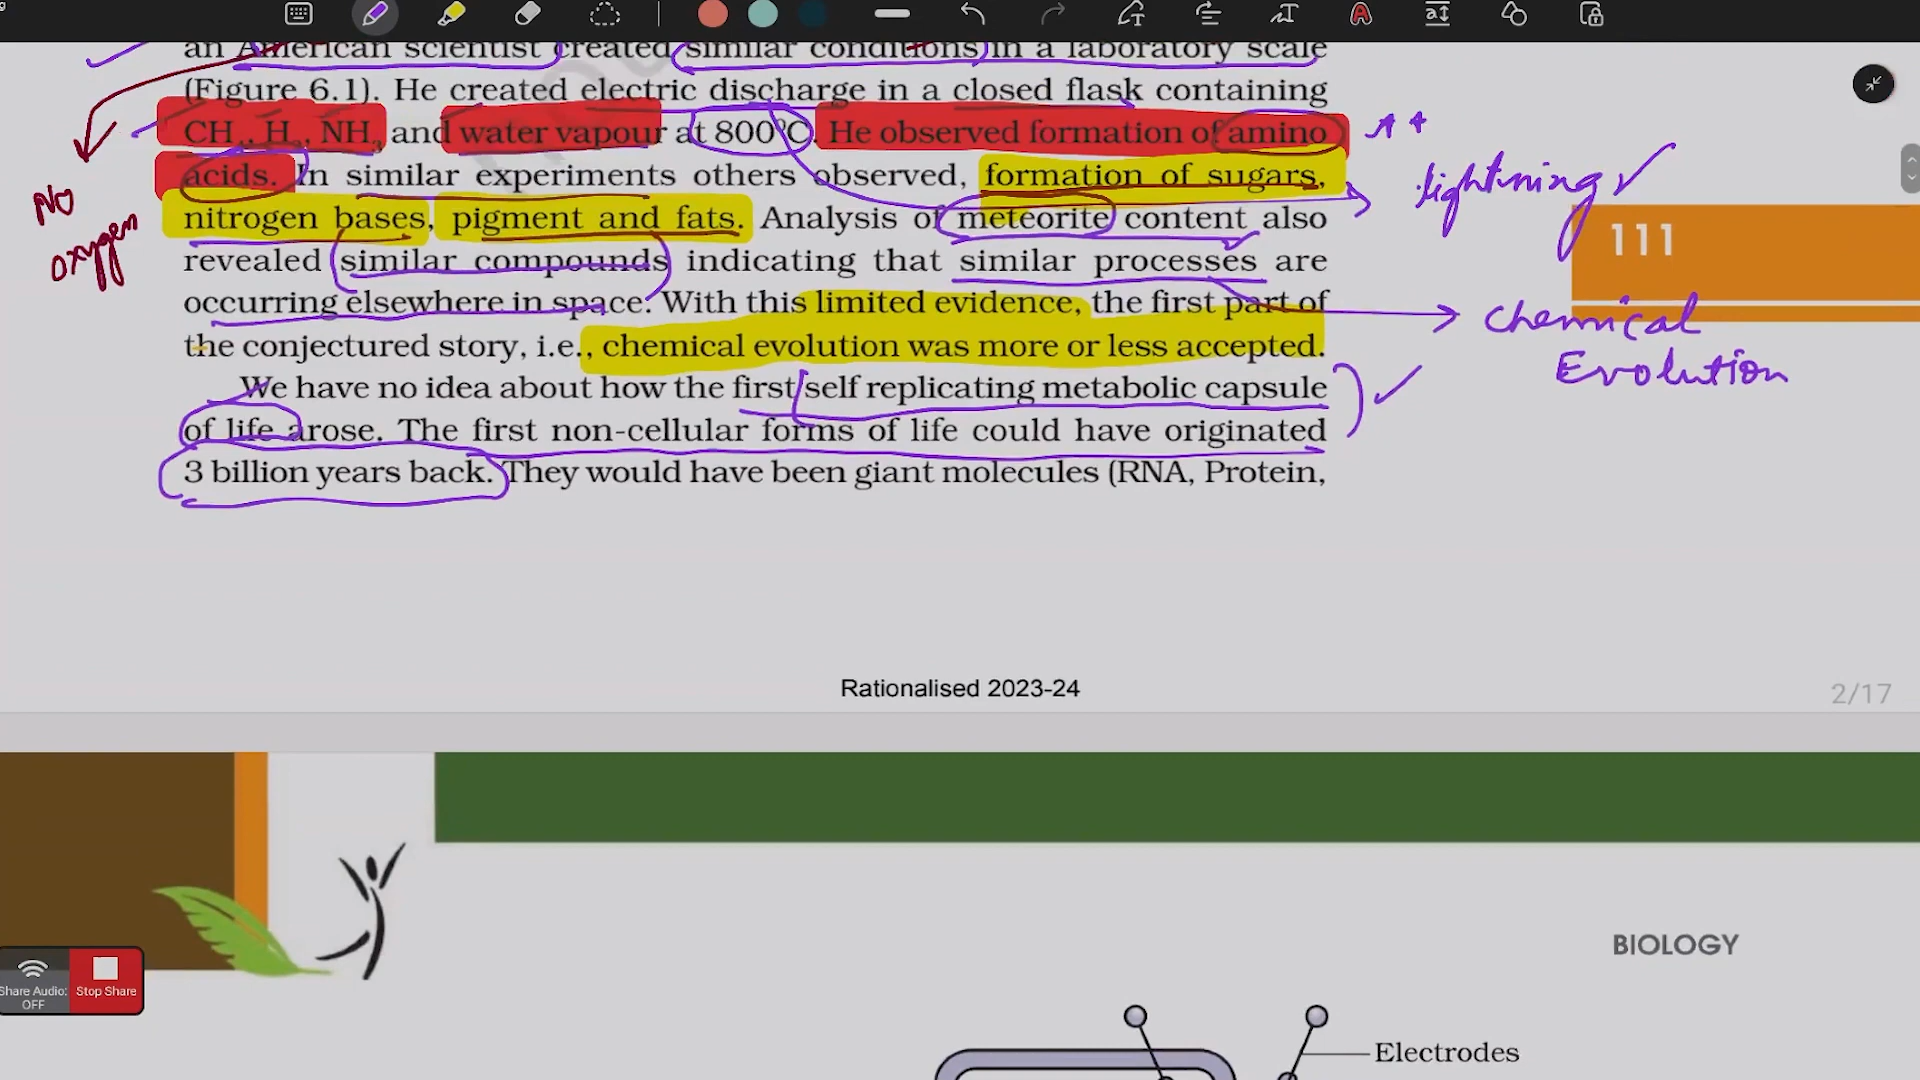 an American scientist created similar conditions in a laboratory scale
(Figure 6.1). He created electric discharge in a closed flask containing
CH₄, H₂, NH₃ and water vapour at 800°C. He observed formation of amino
acids. In similar experiments others observed, formation of sugars,
nitrogen bases, pigment and fats. Analysis of meteorite content also
revealed similar compounds indicating that similar processes are
occurring elsewhere in space. With this limited evidence, the first part of
the conjectured story, i.e., chemical evolution was more or less accepted.
We have no idea about how the first self replicating metabolic capsule
of life arose. The first non-cellular forms of life could have originated
3 billion years back. They would have been giant molecules (RNA, Protein,
No
oxygen
lightning
111
Chemical
Evolution
Rationalised 2023-24
2/17
BIOLOGY
Share Audio:
OFF
Stop Share
Electrodes